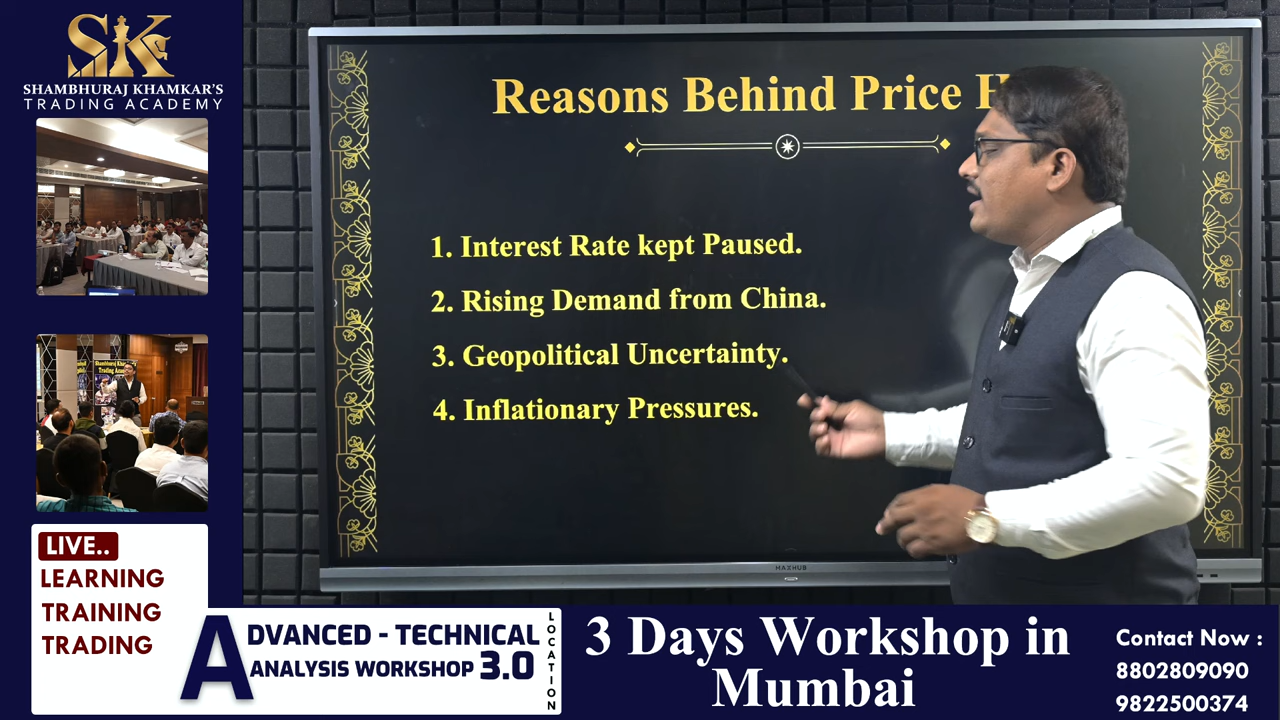 SK
SHAMBHURAJ KHAMKAR'S
TRADING ACADEMY
Reasons Behind Price
1. Interest Rate kept Paused.
2. Rising Demand from China.
3. Geopolitical Uncertainty.
4. Inflationary Pressures.
MAXHUB
LIVE..
LEARNING
TRAINING
TRADING
ADVANCED - TECHNICAL
ANALYSIS WORKSHOP 3.0
LOCATION
3 Days Workshop in
Mumbai
Contact Now :
8802809090
9822500374